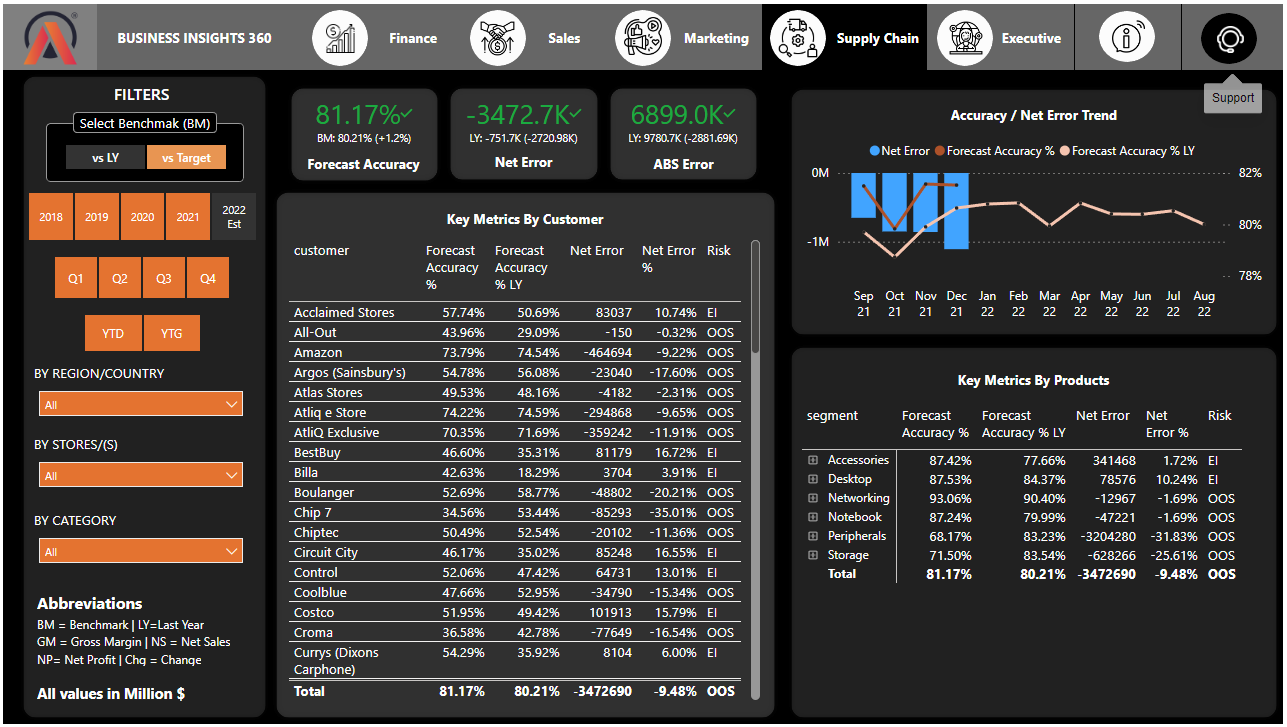 BUSINESS INSIGHTS 360
Finance
Sales
Marketing
Supply Chain
Executive
Support
FILTERS
Select Benchmak (BM)
vs LY
vs Target
2018
2019
2020
2021
2022
Est
Q1
Q2
Q3
Q4
YTD
YTG
BY REGION/COUNTRY
All
BY STORES/(S)
All
BY CATEGORY
All
Abbreviations
BM = Benchmark | LY=Last Year
GM = Gross Margin | NS = Net Sales
NP= Net Profit | Chg = Change
All values in Million $
81.17%
BM: 80.21% (+1.2%)
Forecast Accuracy
-3472.7K
LY: -751.7K (-2720.98K)
Net Error
6899.0K
LY: 9780.7K (-2881.69K)
ABS Error
Key Metrics By Customer
customer Forecast Accuracy % Forecast Accuracy % LY Net Error Net Error % Risk
Acclaimed Stores 57.74% 50.69% 83037 10.74% EI
All-Out 43.96% 29.09% -150 -0.32% OOS
Amazon 73.79% 74.54% -464694 -9.22% OOS
Argos (Sainsbury's) 54.78% 56.08% -23040 -17.60% OOS
Atlas Stores 49.53% 48.16% -4182 -2.31% OOS
Atliq e Store 74.22% 74.59% -294868 -9.65% OOS
AtliQ Exclusive 70.35% 71.69% -359242 -11.91% OOS
BestBuy 46.60% 35.31% 81179 16.72% EI
Billa 42.63% 18.29% 3704 3.91% EI
Boulanger 52.69% 58.77% -48802 -20.21% OOS
Chip 7 34.56% 53.44% -85293 -35.01% OOS
Chiptec 50.49% 52.54% -20102 -11.36% OOS
Circuit City 46.17% 35.02% 85248 16.55% EI
Control 52.06% 47.42% 64731 13.01% EI
Coolblue 47.66% 52.95% -34790 -15.34% OOS
Costco 51.95% 49.42% 101913 15.79% EI
Croma 36.58% 42.78% -77649 -16.54% OOS
Currys (Dixons Carphone) 54.29% 35.92% 8104 6.00% EI
Total 81.17% 80.21% -3472690 -9.48% OOS
Accuracy / Net Error Trend
Net Error Forecast Accuracy % Forecast Accuracy % LY
0M
-1M
82%
80%
78%
Sep 21
Oct 21
Nov 21
Dec 21
Jan 22
Feb 22
Mar 22
Apr 22
May 22
Jun 22
Jul 22
Aug 22
Key Metrics By Products
segment Forecast Accuracy % Forecast Accuracy % LY Net Error Net Error % Risk
Accessories 87.42% 77.66% 341468 1.72% EI
Desktop 87.53% 84.37% 78576 10.24% EI
Networking 93.06% 90.40% -12967 -1.69% OOS
Notebook 87.24% 79.99% -47221 -1.69% OOS
Peripherals 68.17% 83.23% -3204280 -31.83% OOS
Storage 71.50% 83.54% -628266 -25.61% OOS
Total 81.17% 80.21% -3472690 -9.48% OOS